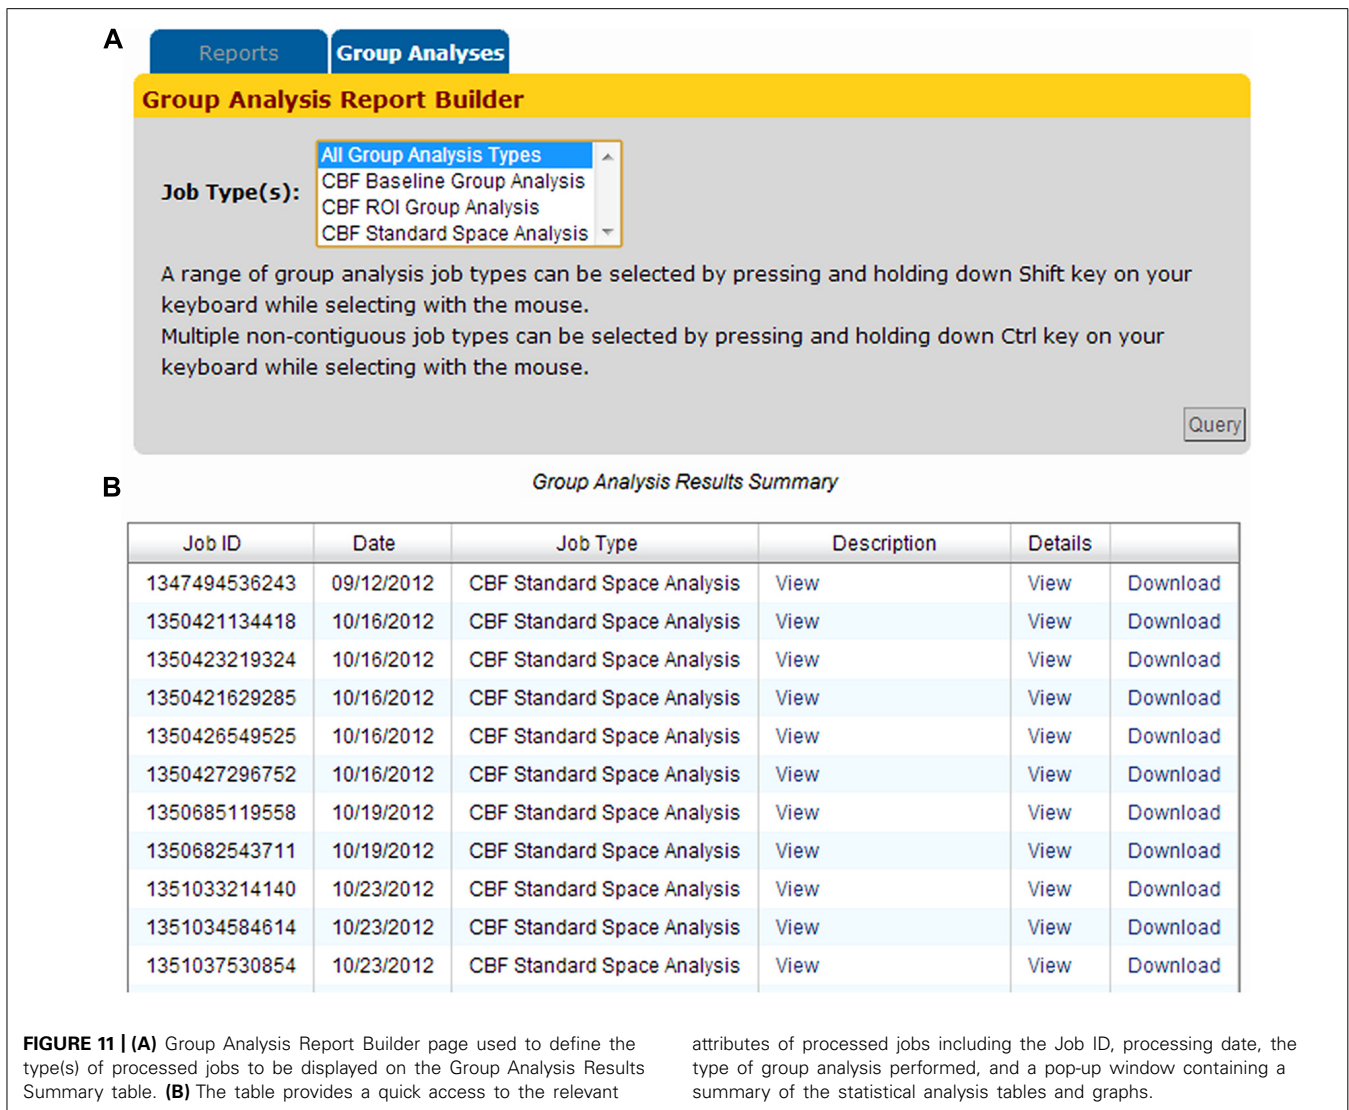 A
Reports
Group Analyses
Group Analysis Report Builder
Job Type(s):
All Group Analysis Types
CBF Baseline Group Analysis
CBF ROI Group Analysis
CBF Standard Space Analysis
A range of group analysis job types can be selected by pressing and holding down Shift key on your
keyboard while selecting with the mouse.
Multiple non-contiguous job types can be selected by pressing and holding down Ctrl key on your
keyboard while selecting with the mouse.
Query
B
Group Analysis Results Summary
Job ID Date Job Type Description Details
1347494536243 09/12/2012 CBF Standard Space Analysis View View Download
1350421134418 10/16/2012 CBF Standard Space Analysis View View Download
1350423219324 10/16/2012 CBF Standard Space Analysis View View Download
1350421629285 10/16/2012 CBF Standard Space Analysis View View Download
1350426549525 10/16/2012 CBF Standard Space Analysis View View Download
1350427296752 10/16/2012 CBF Standard Space Analysis View View Download
1350685119558 10/19/2012 CBF Standard Space Analysis View View Download
1350682543711 10/19/2012 CBF Standard Space Analysis View View Download
1351033214140 10/23/2012 CBF Standard Space Analysis View View Download
1351034584614 10/23/2012 CBF Standard Space Analysis View View Download
1351037530854 10/23/2012 CBF Standard Space Analysis View View Download
FIGURE 11 | (A) Group Analysis Report Builder page used to define the
type(s) of processed jobs to be displayed on the Group Analysis Results
Summary table. (B) The table provides a quick access to the relevant
attributes of processed jobs including the Job ID, processing date, the
type of group analysis performed, and a pop-up window containing a
summary of the statistical analysis tables and graphs.